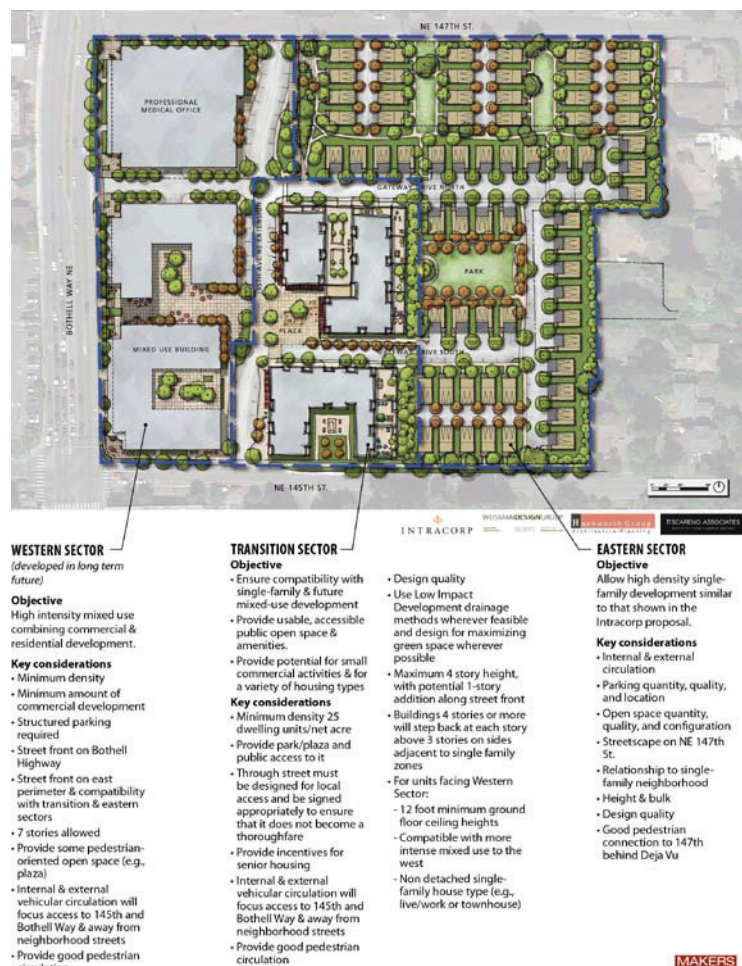 NE 147TH ST.
PROFESSIONAL
MEDICAL OFFICE
GATEWAY DRIVE NORTH
EXTENSION
BOTHELL WAY NE
PARK
PLAZA
MIXED USE BUILDING
GATEWAY DRIVE SOUTH
NE 145TH ST.
INTRACORP
WEISMANDESIGNGROUP
Group
Architecture Planning
TISCARENO ASSOCIATES
WESTERN SECTOR
(developed in long term
future)
Objective
High intensity mixed use
combining commercial &
residential development.
Key considerations
• Minimum density
• Minimum amount of
commercial development
• Structured parking
required
• Street front on Bothell
Highway
• Street front on east
perimeter & compatibility
with transition & eastern
sectors
• 7 stories allowed
• Provide some pedestrian-
oriented open space (e.g.,
plaza)
• Internal & external
vehicular circulation will
focus access to 145th and
Bothell Way & away from
neighborhood streets
• Provide good pedestrian
TRANSITION SECTOR
Objective
• Ensure compatibility with
single-family & future
mixed-use development
• Provide usable, accessible
public open space &
amenities.
• Provide potential for small
commercial activities & for
a variety of housing types
Key considerations
• Minimum density 25
dwelling units/net acre
• Provide park/plaza and
public access to it
• Through street must
be designed for local
access and be signed
appropriately to ensure
that it does not become a
thoroughfare
• Provide incentives for
senior housing
• Internal & external
vehicular circulation will
focus access to 145th and
Bothell Way & away from
neighborhood streets
• Provide good pedestrian
circulation
• Design quality
• Use Low Impact
Development drainage
methods wherever feasible
and design for maximizing
green space wherever
possible
• Maximum 4 story height,
with potential 1-story
addition along street front
• Buildings 4 stories or more
will step back at each story
above 3 stories on sides
adjacent to single family
zones
• For units facing Western
Sector:
- 12 foot minimum ground
floor ceiling heights
- Compatible with more
intense mixed use to the
west
- Non detached single-
family house type (e.g.,
live/work or townhouse)
EASTERN SECTOR
Objective
Allow high density single-
family development similar
to that shown in the
Intracorp proposal.
Key considerations
• Internal & external
circulation
• Parking quantity, quality,
and location
• Open space quantity,
quality, and configuration
• Streetscape on NE 147th
St.
• Relationship to single-
family neighborhood
• Height & bulk
• Design quality
• Good pedestrian
connection to 147th
behind Deja Vu
MAKERS